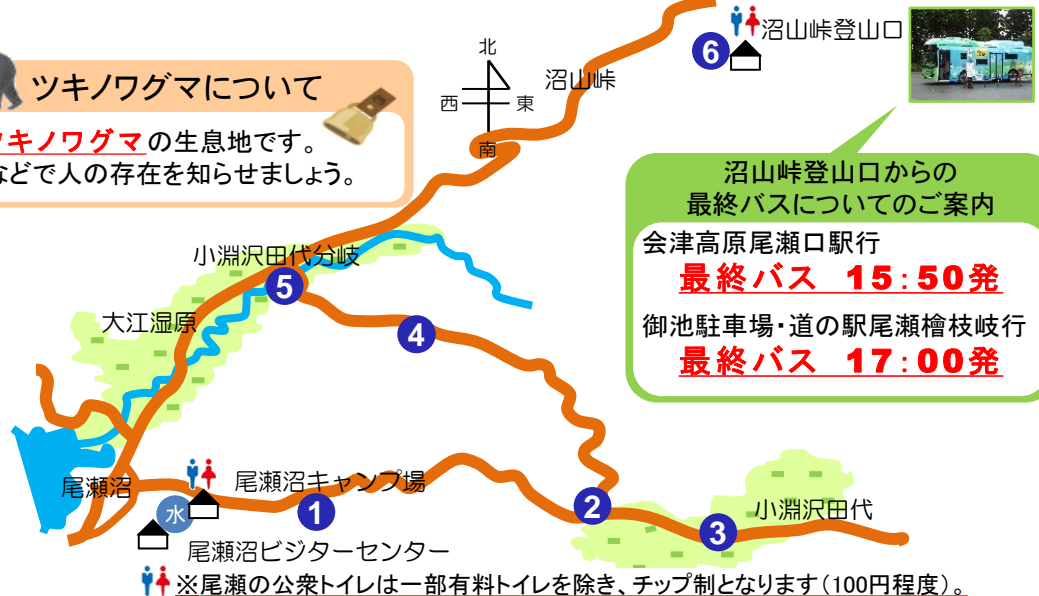 沼山峠登山口
6
北
西 東
南
沼山峠
ツキノワグマについて
ツキノワグマの生息地です。
などで人の存在を知らせましょう。
沼山峠登山口からの
最終バスについてのご案内
会津高原尾瀬口駅行
最終バス 15:50発
御池駐車場・道の駅尾瀬檜枝岐行
最終バス 17:00発
小淵沢田代分岐
5
大江湿原
4
尾瀬沼
尾瀬沼キャンプ場
水
1
2
3
小淵沢田代
尾瀬沼ビジターセンター
※尾瀬の公衆トイレは一部有料トイレを除き、チップ制となります(100円程度)。